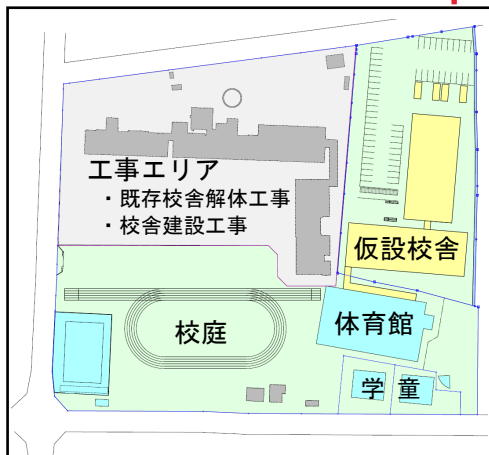 工事エリア
・既存校舎解体工事
・校舎建設工事
仮設校舎
体育館
校庭
学童